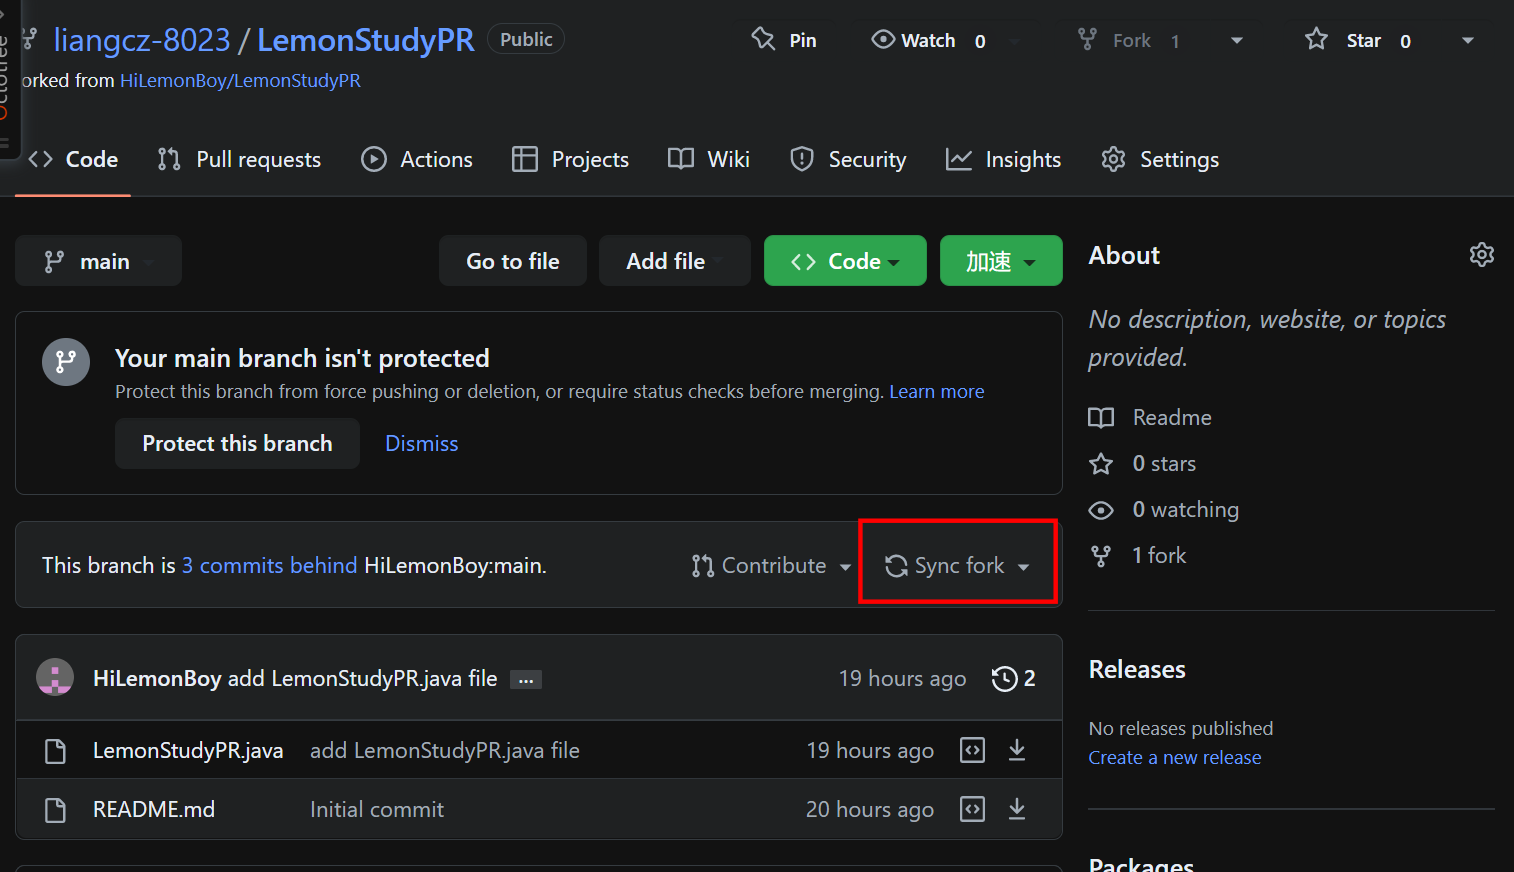 liangcz-8023 / LemonStudyPR Public Pin Watch 0 Fork 1 Star 0
orked from HiLemonBoy/LemonStudyPR
Octotree
Code Pull requests Actions Projects Wiki Security Insights Settings
main Go to file Add file Code 加速
Your main branch isn't protected
Protect this branch from force pushing or deletion, or require status checks before merging. Learn more
Protect this branch Dismiss
This branch is 3 commits behind HiLemonBoy:main. Contribute Sync fork
HiLemonBoy add LemonStudyPR.java file ... 19 hours ago 2
LemonStudyPR.java add LemonStudyPR.java file 19 hours ago
README.md Initial commit 20 hours ago
About
No description, website, or topics
provided.
Readme
0 stars
0 watching
1 fork
Releases
No releases published
Create a new release
Packages